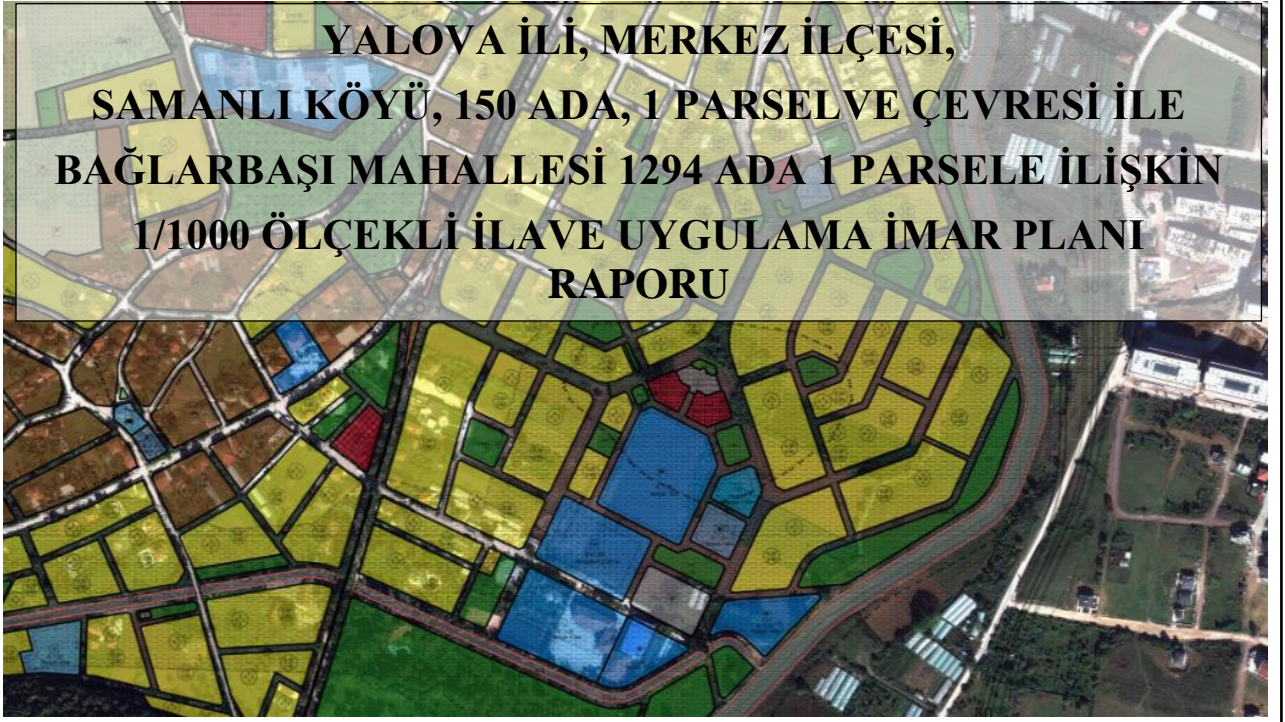 YALOVA İLİ, MERKEZ İLÇESİ,
SAMANLI KÖYÜ, 150 ADA, 1 PARSELVE ÇEVRESİ İLE
BAĞLARBAŞI MAHALLESİ 1294 ADA 1 PARSELE İLİŞKİN
1/1000 ÖLÇEKLİ İLAVE UYGULAMA İMAR PLANI
RAPORU